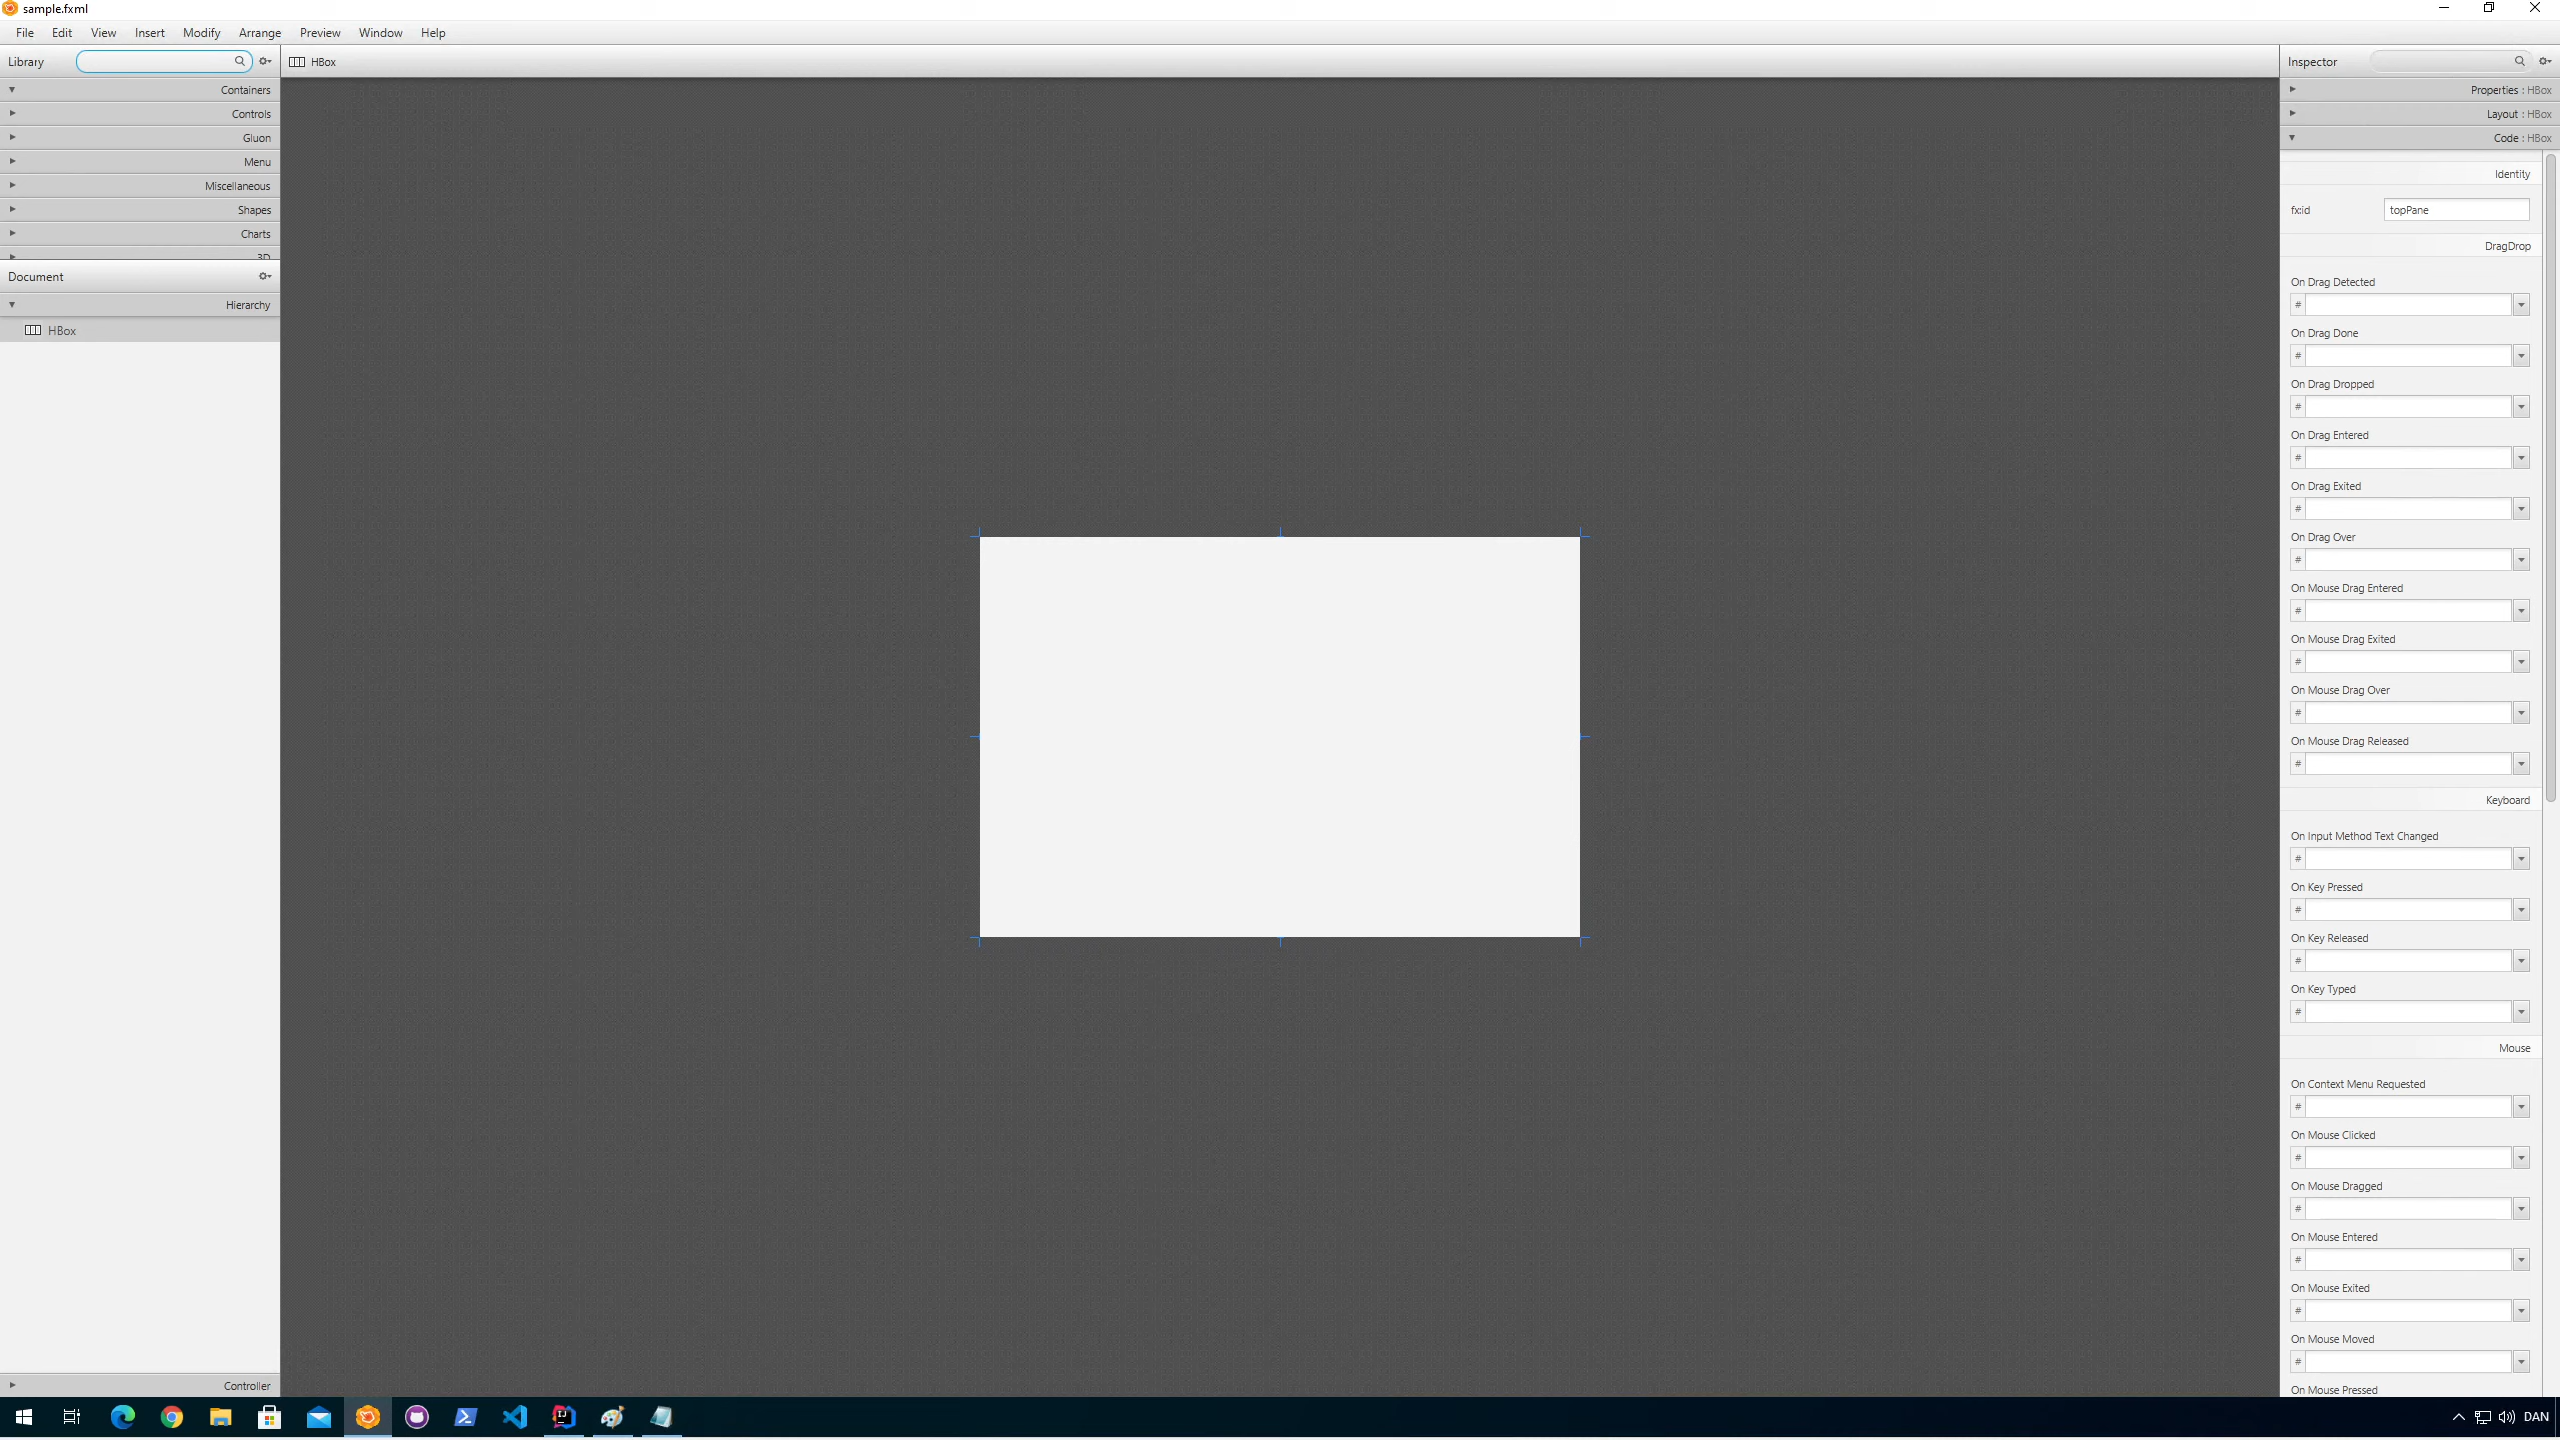 sample.fxml
File Edit View Insert Modify Arrange Preview Window Help
Library
Containers
Controls
Gluon
Menu
Miscellaneous
Shapes
Charts
3D
Document
Hierarchy
HBox
Controller
HBox
Inspector
Properties : HBox
Layout : HBox
Code : HBox
Identity
fx:id topPane
DragDrop
On Drag Detected
#
On Drag Done
#
On Drag Dropped
#
On Drag Entered
#
On Drag Exited
#
On Drag Over
#
On Mouse Drag Entered
#
On Mouse Drag Exited
#
On Mouse Drag Over
#
On Mouse Drag Released
#
Keyboard
On Input Method Text Changed
#
On Key Pressed
#
On Key Released
#
On Key Typed
#
Mouse
On Context Menu Requested
#
On Mouse Clicked
#
On Mouse Dragged
#
On Mouse Entered
#
On Mouse Exited
#
On Mouse Moved
#
On Mouse Pressed
DAN